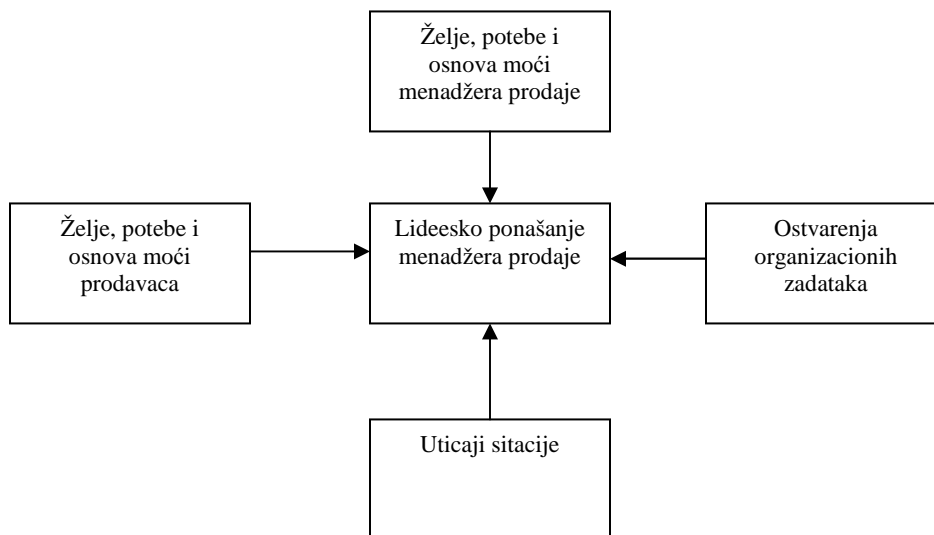 Želje, potebe i
osnova moći
menadžera prodaje
Želje, potebe i
osnova moći
prodavaca
Lideesko ponašanje
menadžera prodaje
Ostvarenja
organizacionih
zadataka
Uticaji sitacije